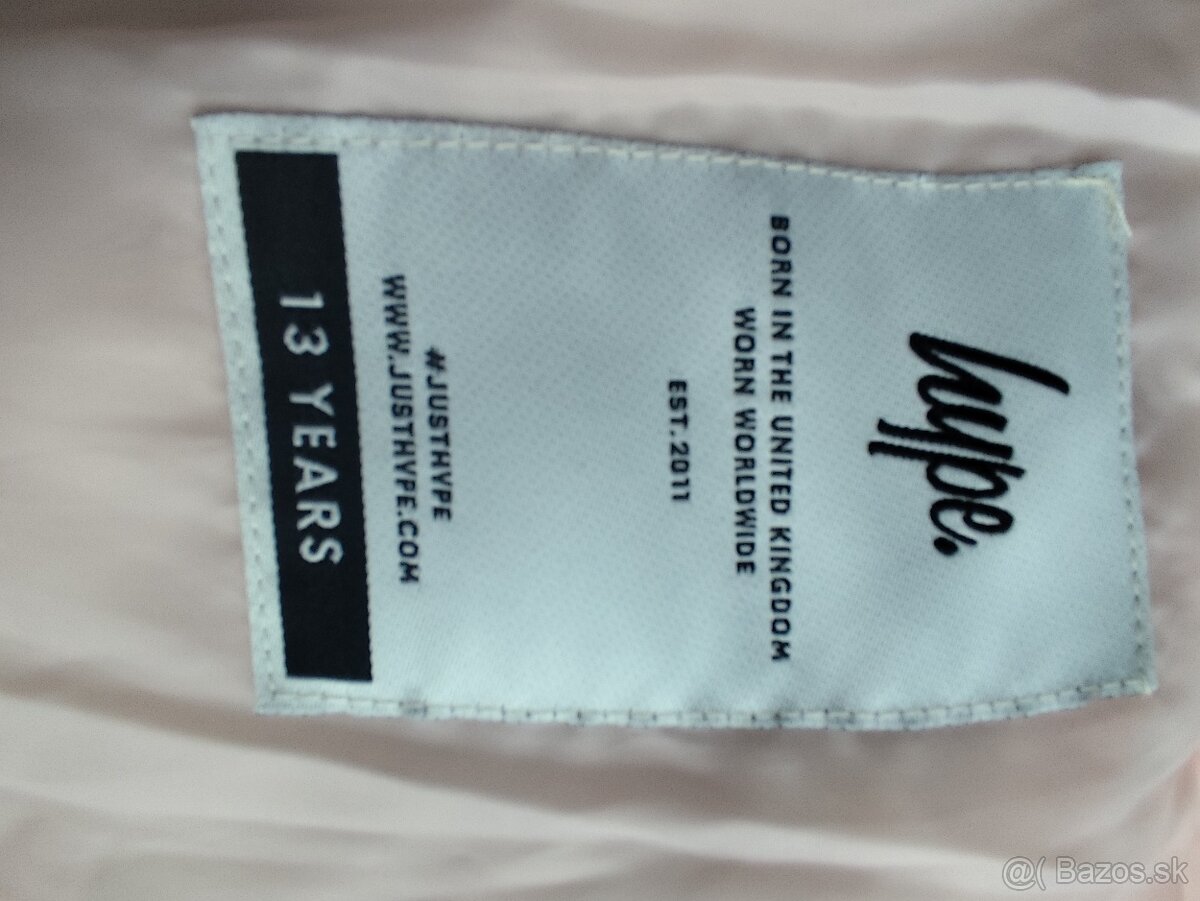 hype.
BORN IN THE UNITED KINGDOM
WORN WORLDWIDE
EST.2011
#JUSTHYPE
WWW.JUSTHYPE.COM
13 YEARS
@( Bazos.sk